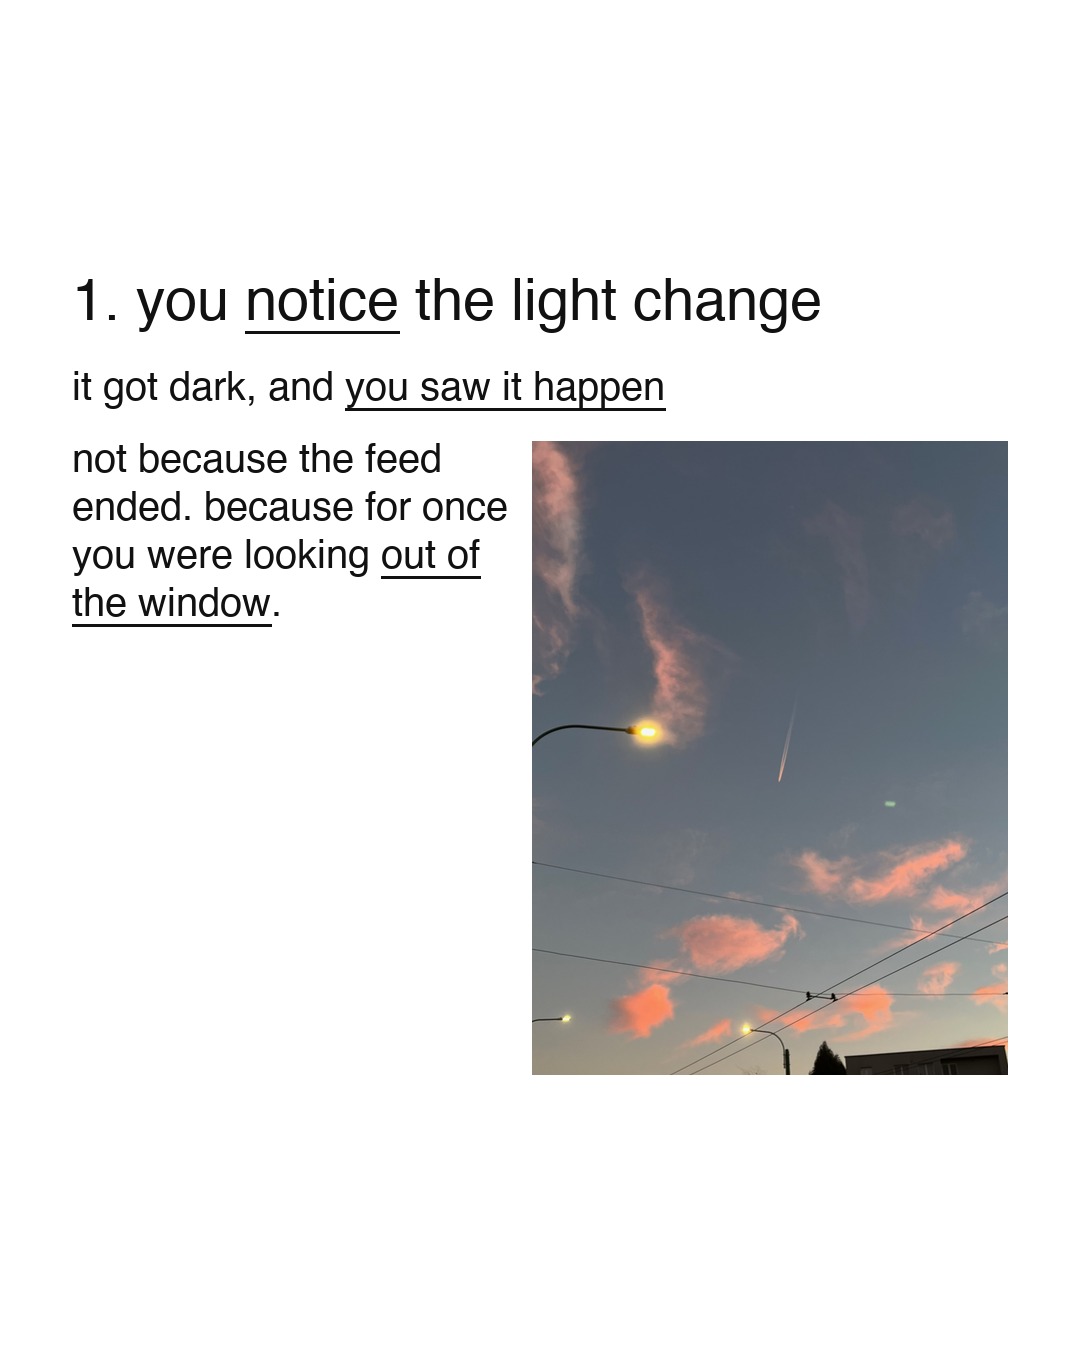 1. you notice the light change
it got dark, and you saw it happen
not because the feed
ended. because for once
you were looking out of
the window.